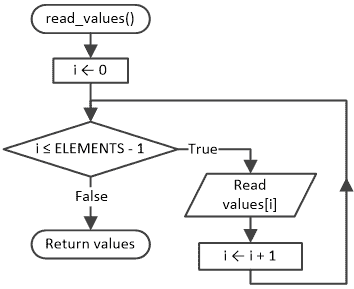 read_values()
i ← 0
i ≤ ELEMENTS - 1
True
False
Read
values[i]
Return values
i ← i + 1